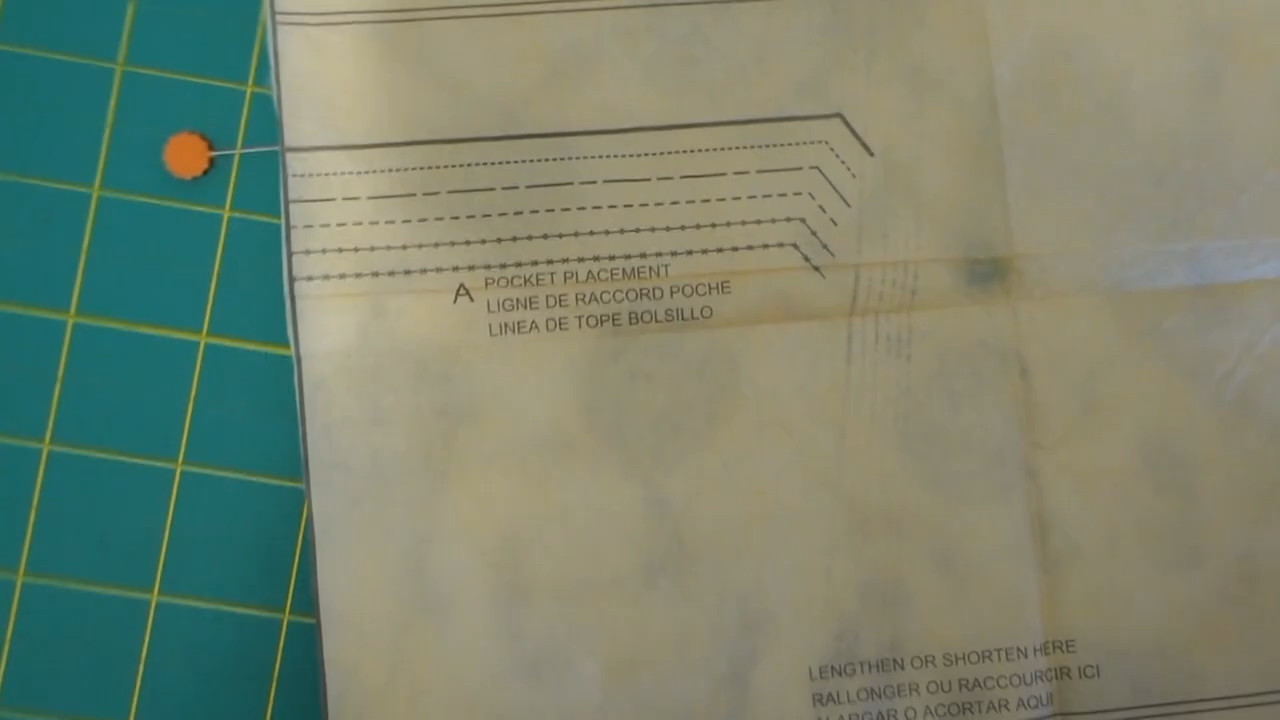 A POCKET PLACEMENT
LIGNE DE RACCORD POCHE
LINEA DE TOPE BOLSILLO
LENGTHEN OR SHORTEN HERE
RALLONGER OU RACCOURCIR ICI
ALARGAR O ACORTAR AQUI